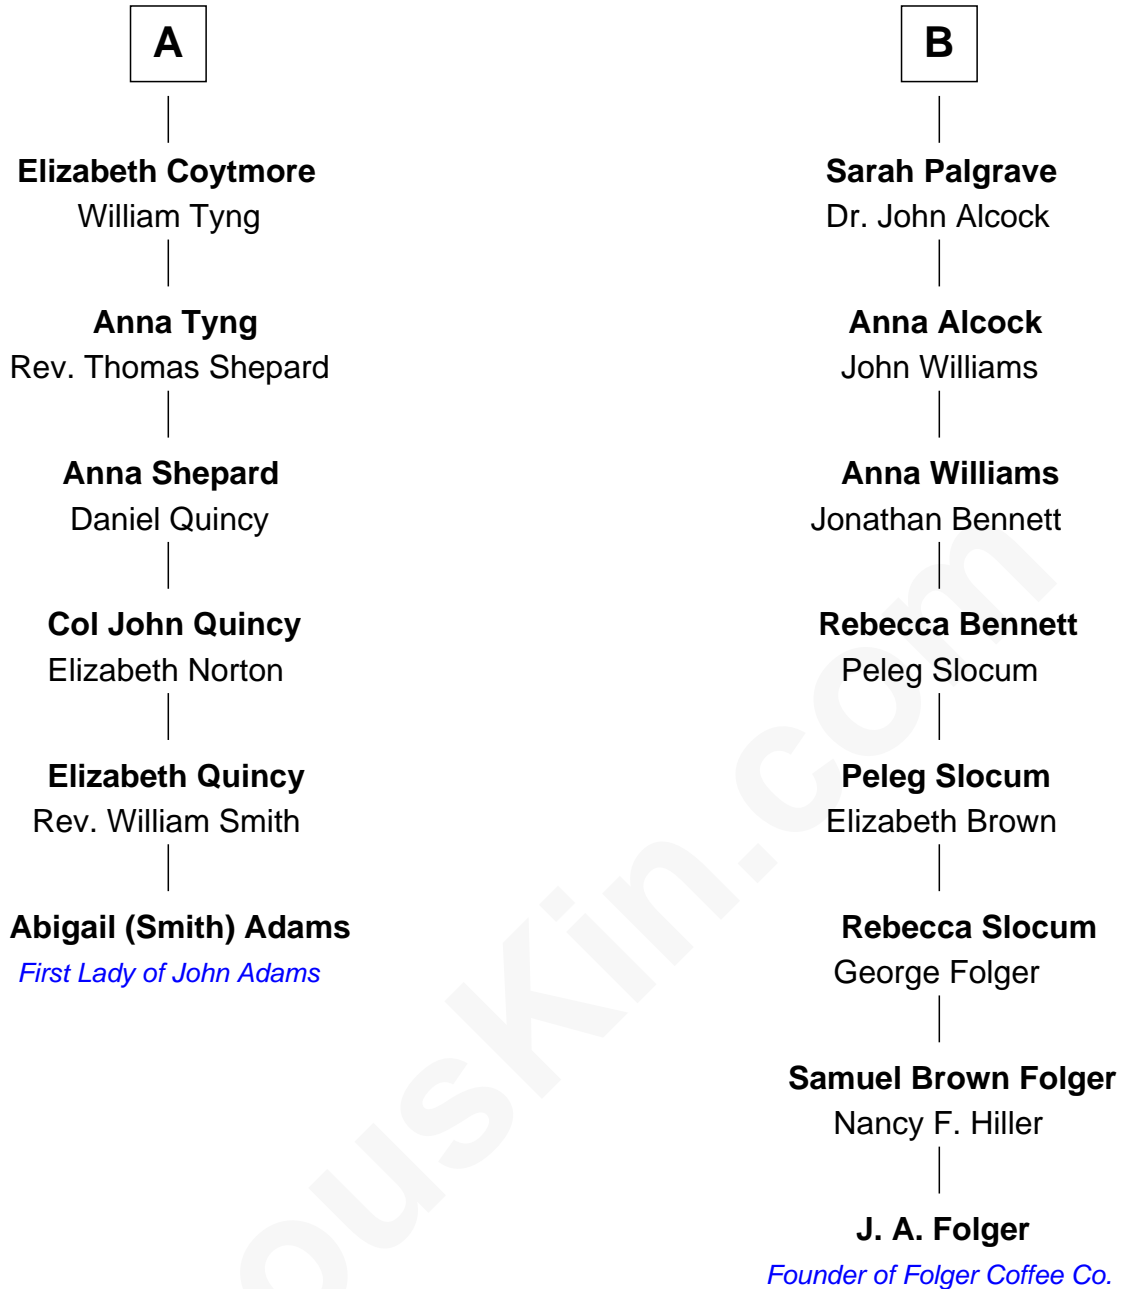 A
Elizabeth Coytmore
William Tyng
Anna Tyng
Rev. Thomas Shepard
Anna Shepard
Daniel Quincy
Col John Quincy
Elizabeth Norton
Elizabeth Quincy
Rev. William Smith
Abigail (Smith) Adams
First Lady of John Adams
B
Sarah Palgrave
Dr. John Alcock
Anna Alcock
John Williams
Anna Williams
Jonathan Bennett
Rebecca Bennett
Peleg Slocum
Peleg Slocum
Elizabeth Brown
Rebecca Slocum
George Folger
Samuel Brown Folger
Nancy F. Hiller
J. A. Folger
Founder of Folger Coffee Co.
ousKin.com